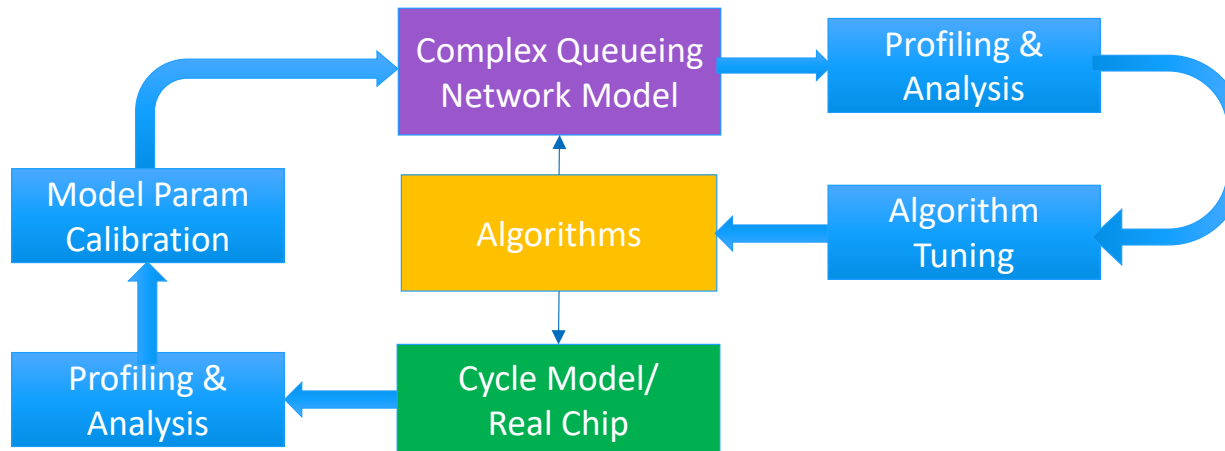 Complex Queueing
Network Model
Profiling &
Analysis
Model Param
Calibration
Algorithms
Algorithm
Tuning
Profiling &
Analysis
Cycle Model/
Real Chip